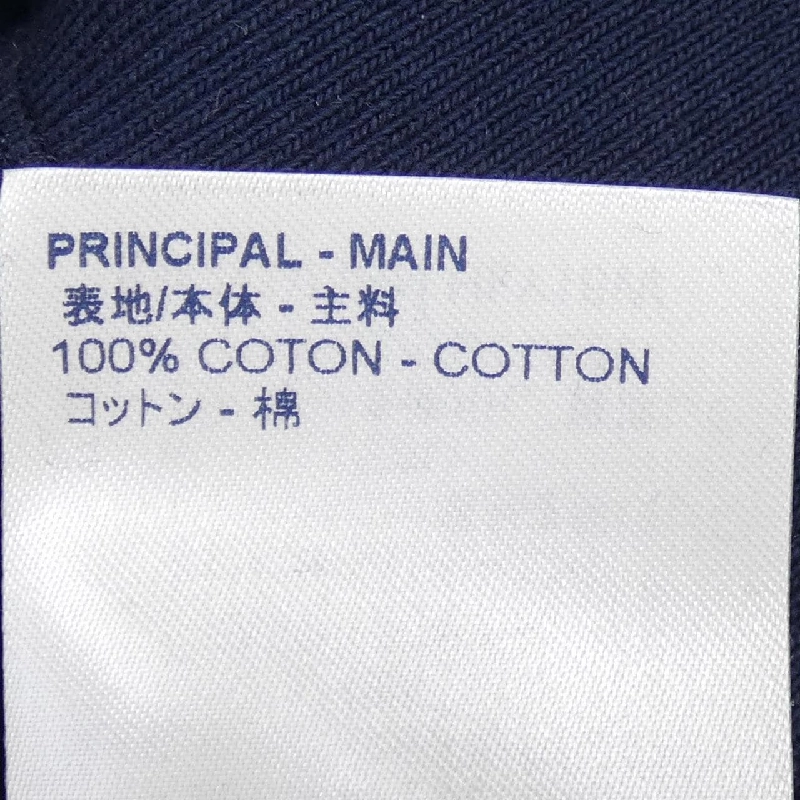 PRINCIPAL - MAIN
表地/本体 - 主料
100% COTON - COTTON
コットン - 棉